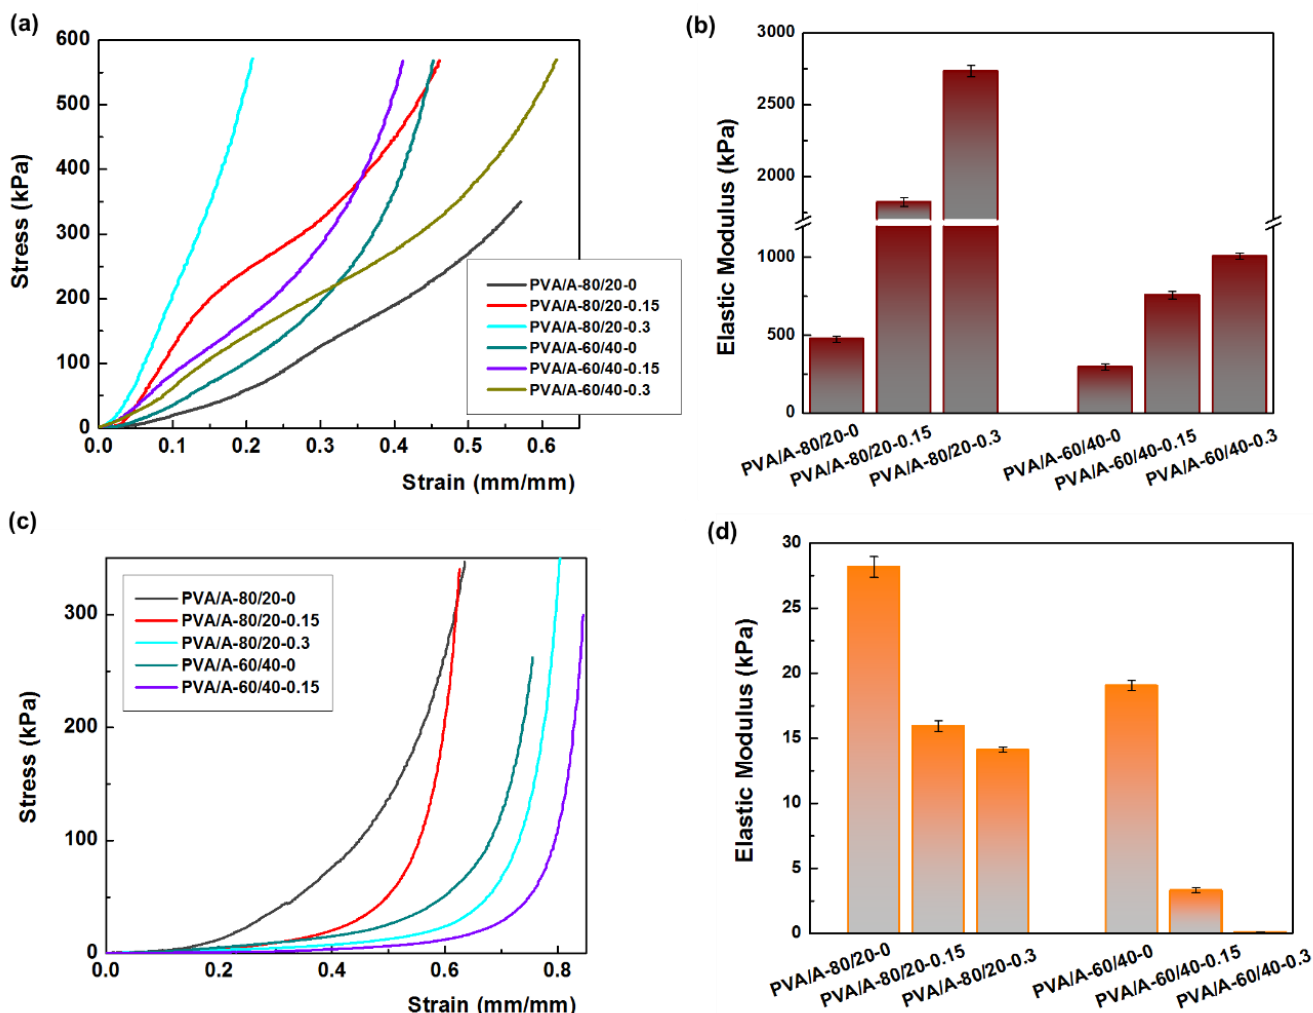 (a)
600
500
400
300
200
100
0
Stress (kPa)
0.0 0.1 0.2 0.3 0.4 0.5 0.6
Strain (mm/mm)
PVA/A-80/20-0
PVA/A-80/20-0.15
PVA/A-80/20-0.3
PVA/A-60/40-0
PVA/A-60/40-0.15
PVA/A-60/40-0.3
(b)
3000
2500
2000
1000
500
0
Elastic Modulus (kPa)
PVA/A-80/20-0
PVA/A-80/20-0.15
PVA/A-80/20-0.3
PVA/A-60/40-0
PVA/A-60/40-0.15
PVA/A-60/40-0.3
(c)
300
200
100
0
Stress (kPa)
0.0 0.2 0.4 0.6 0.8
Strain (mm/mm)
PVA/A-80/20-0
PVA/A-80/20-0.15
PVA/A-80/20-0.3
PVA/A-60/40-0
PVA/A-60/40-0.15
(d)
30
25
20
15
10
5
0
Elastic Modulus (kPa)
PVA/A-80/20-0
PVA/A-80/20-0.15
PVA/A-80/20-0.3
PVA/A-60/40-0
PVA/A-60/40-0.15
PVA/A-60/40-0.3